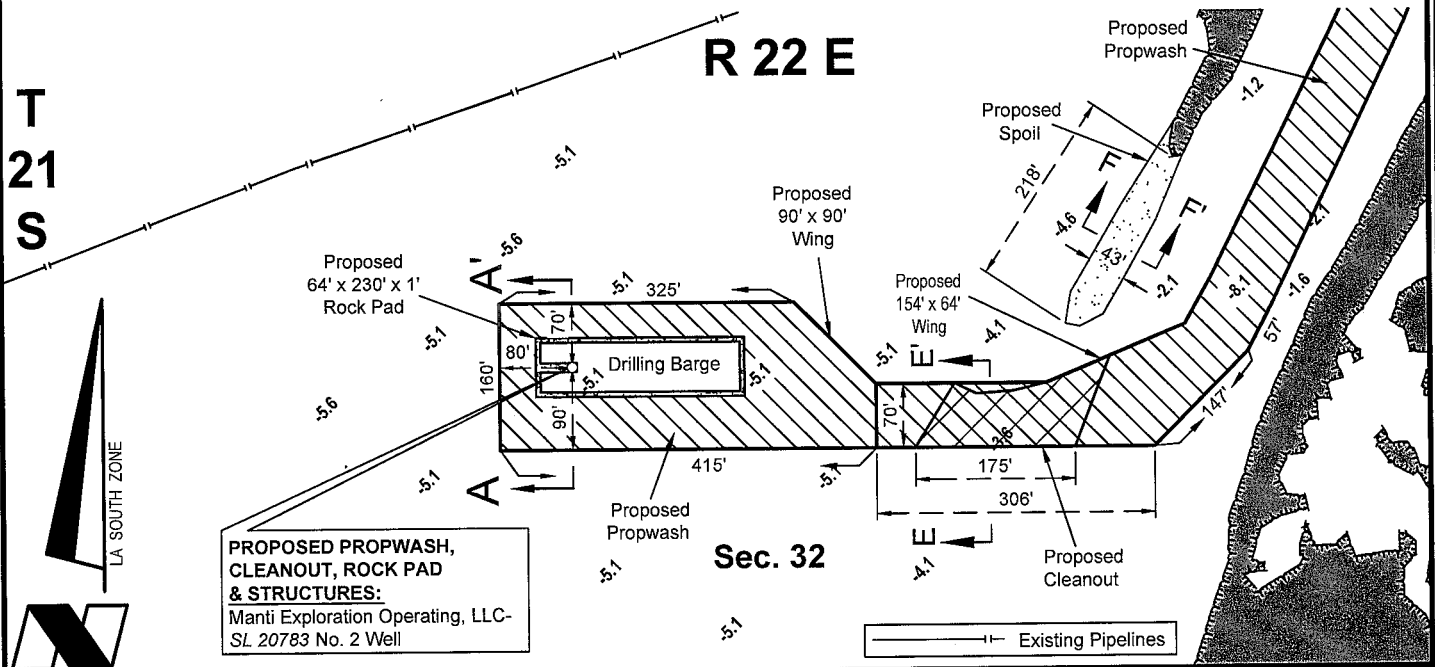 R 22 E
T
21
S
Proposed
Propwash
Proposed
Spoil
-1.2
-5.1
218'
F'
F
-4.6
43'
-2.1
-2.1
-8.1
-1.6
Proposed
90' x 90'
Wing
Proposed
154' x 64'
Wing
-4.1
Proposed
64' x 230' x 1'
Rock Pad
A'
-5.6
-5.1
325'
70'
-5.1
80'
Drilling Barge
-5.1
-5.1
160'
90'
-5.1
E'
-5.6
70'
-3.6
57'
147'
415'
175'
-5.1
306'
-5.1
A
Proposed
Propwash
Sec. 32
E
Proposed
Cleanout
-5.1
-4.1
-5.1
LA SOUTH ZONE
PROPOSED PROPWASH,
CLEANOUT, ROCK PAD
& STRUCTURES:
Manti Exploration Operating, LLC-
SL 20783 No. 2 Well
Existing Pipelines